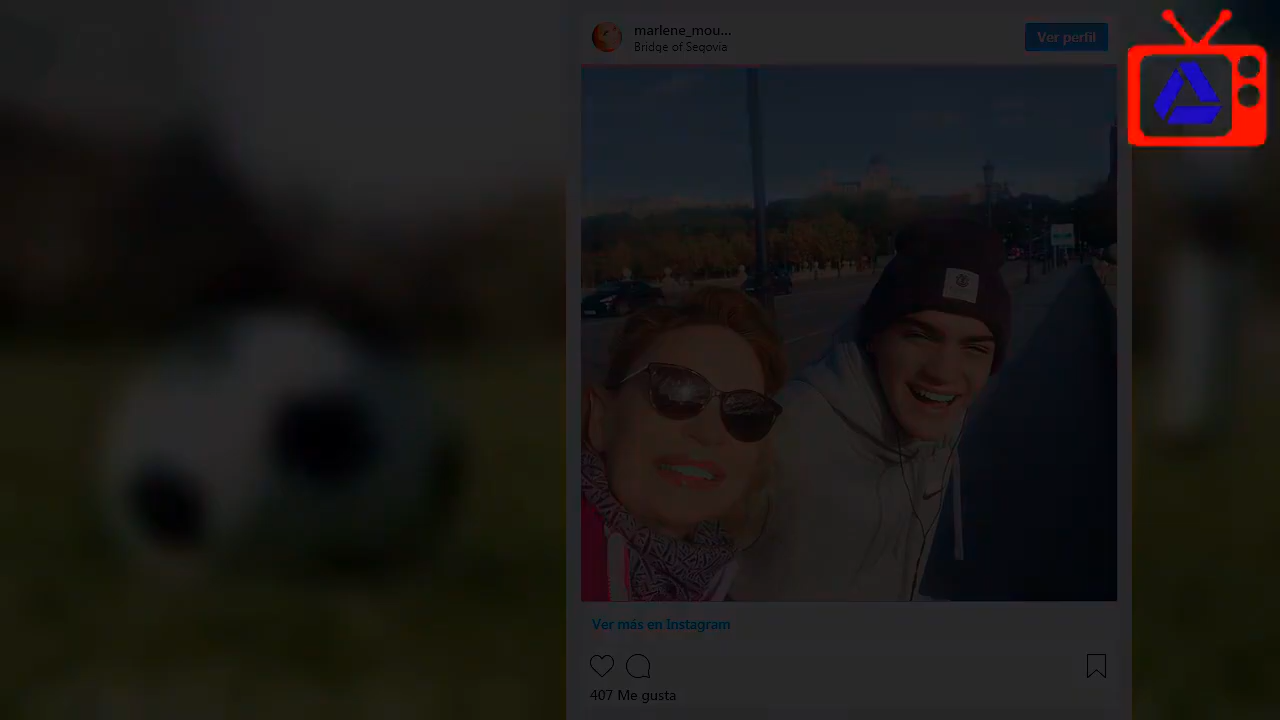 marlene_mou...
Bridge of Segovia
Ver perfil
Ver más en Instagram
407 Me gusta